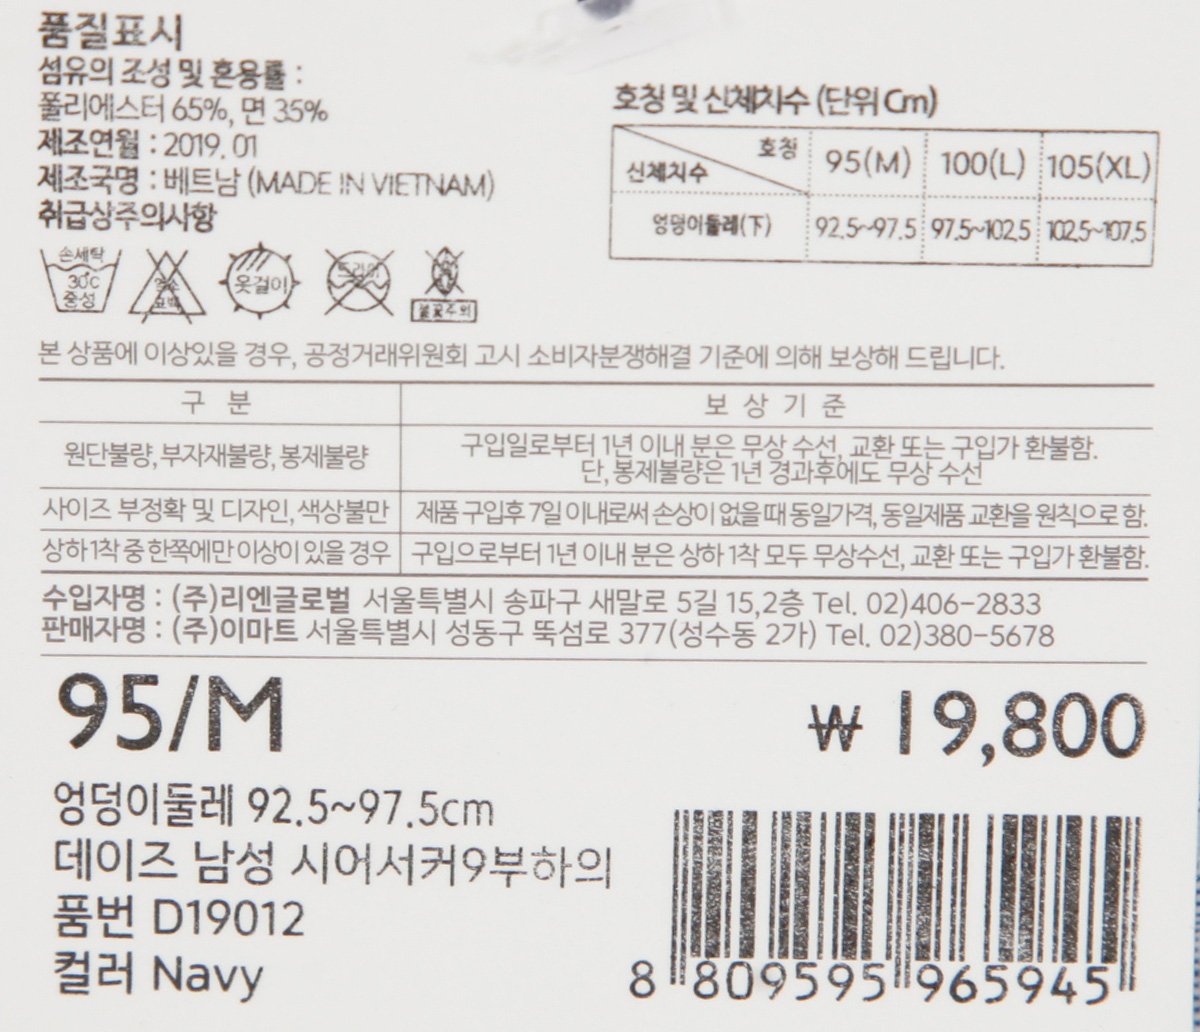 품질표시
섬유의 조성 및 혼용률 :
폴리에스터 65%, 면 35%
제조연월 : 2019. 01
제조국명 : 베트남 (MADE IN VIETNAM)
취급상주의사항
손세탁
30℃
중성
염소
표백
옷걸이
드라이
불꽃주의
호칭 및 신체치수 (단위 Cm)
호칭 신체치수 95(M) 100(L) 105(XL)
엉덩이둘레(下) 92.5~97.5 97.5~102.5 102.5~107.5
본 상품에 이상있을 경우, 공정거래위원회 고시 소비자분쟁해결 기준에 의해 보상해 드립니다.
구 분 보 상 기 준
원단불량, 부자재불량, 봉제불량 구입일로부터 1년 이내 분은 무상 수선, 교환 또는 구입가 환불함.
단, 봉제불량은 1년 경과후에도 무상 수선
사이즈 부정확 및 디자인, 색상불만 제품 구입후 7일 이내로써 손상이 없을 때 동일가격, 동일제품 교환을 원칙으로 함.
상하 1착 중 한쪽에만 이상이 있을 경우 구입으로부터 1년 이내 분은 상하 1착 모두 무상수선, 교환 또는 구입가 환불함.
수입자명 : (주)리엔글로벌 서울특별시 송파구 새말로 5길 15,2층 Tel. 02)406-2833
판매자명 : (주)이마트 서울특별시 성동구 뚝섬로 377(성수동 2가) Tel. 02)380-5678
95/M
₩ 19,800
엉덩이둘레 92.5~97.5cm
데이즈 남성 시어서커9부하의
품번 D19012
컬러 Navy
8 809595 965945